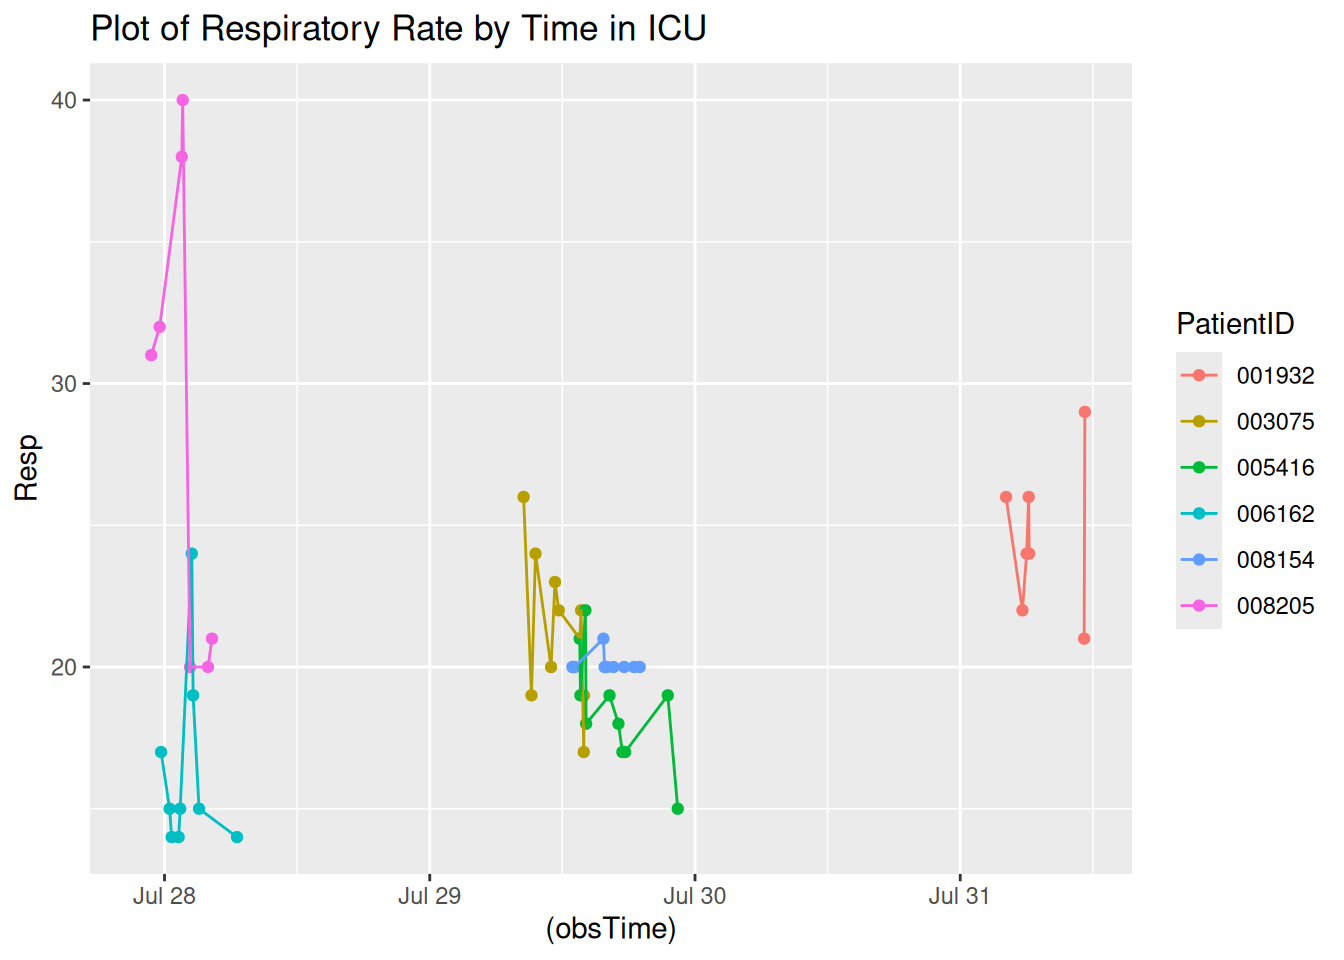 Plot of Respiratory Rate by Time in ICU
40
30
20
Resp
Jul 28
Jul 29
Jul 30
Jul 31
(obsTime)
PatientID
001932
003075
005416
006162
008154
008205